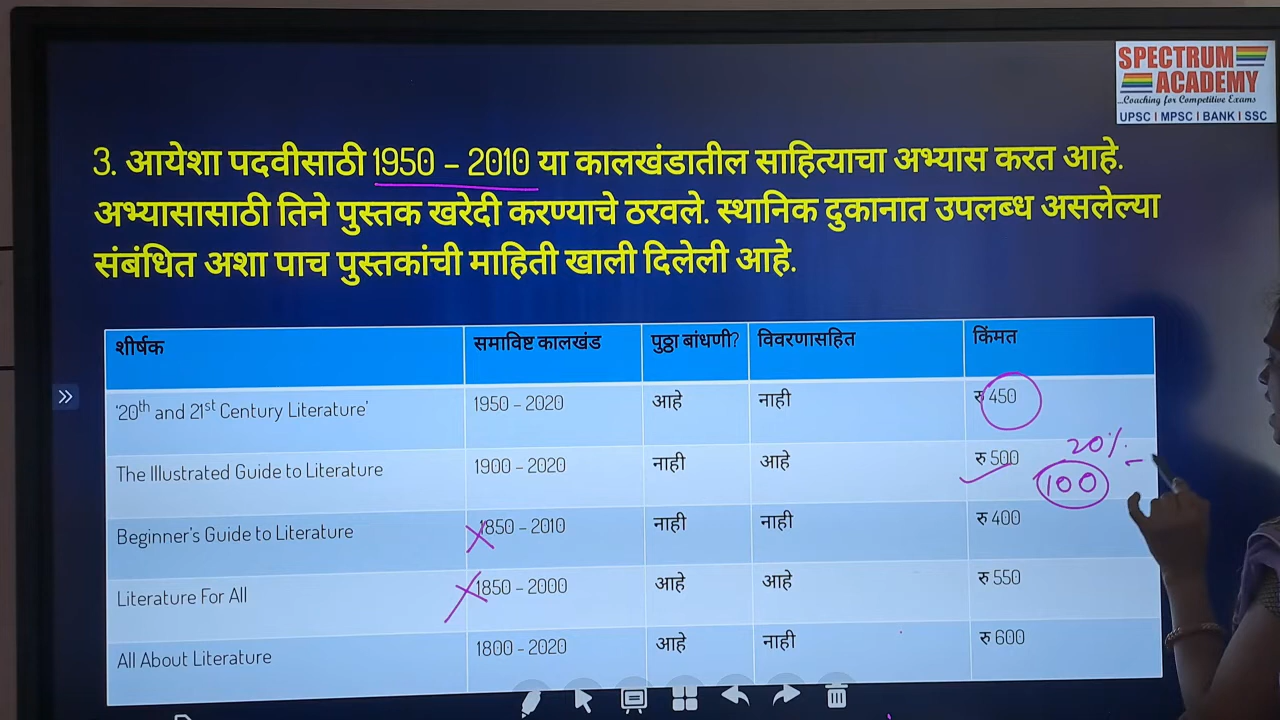 SPECTRUM
ACADEMY
...Coaching for Competitive Exams
UPSC | MPSC | BANK | SSC
3. आयेशा पदवीसाठी 1950 – 2010 या कालखंडातील साहित्याचा अभ्यास करत आहे.
अभ्यासासाठी तिने पुस्तक खरेदी करण्याचे ठरवले. स्थानिक दुकानात उपलब्ध असलेल्या
संबंधित अशा पाच पुस्तकांची माहिती खाली दिलेली आहे.
शीर्षक समाविष्ट कालखंड पुठ्ठा बांधणी? विवरणासहित किंमत
'20th and 21st Century Literature' 1950 – 2020 आहे नाही रु 450
The Illustrated Guide to Literature 1900 – 2020 नाही आहे रु 500 20%
100
Beginner's Guide to Literature 1850 – 2010 नाही नाही रु 400
Literature For All 1850 – 2000 आहे आहे रु 550
All About Literature 1800 – 2020 आहे नाही रु 600